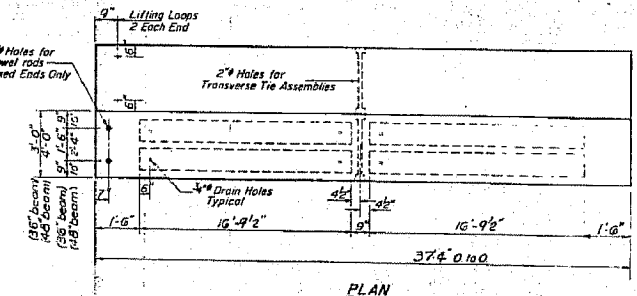 9"
Lifting Loops
2 Each End
Holes for
wel rods
ed Ends Only
6"
6"
2"ø Holes for
Transverse Tie Assemblies
3'-0"
4'-0"
9" 1'-6" 9"
10" 2'-4" 10"
(36" beam)
(48" beam)
(36" beam)
(48" beam)
Drain Holes
Typical
6"
4½"
4½"
1'-6"
16'-9½"
9"
16'-9½"
1'-6"
37'4" O. to O.
PLAN